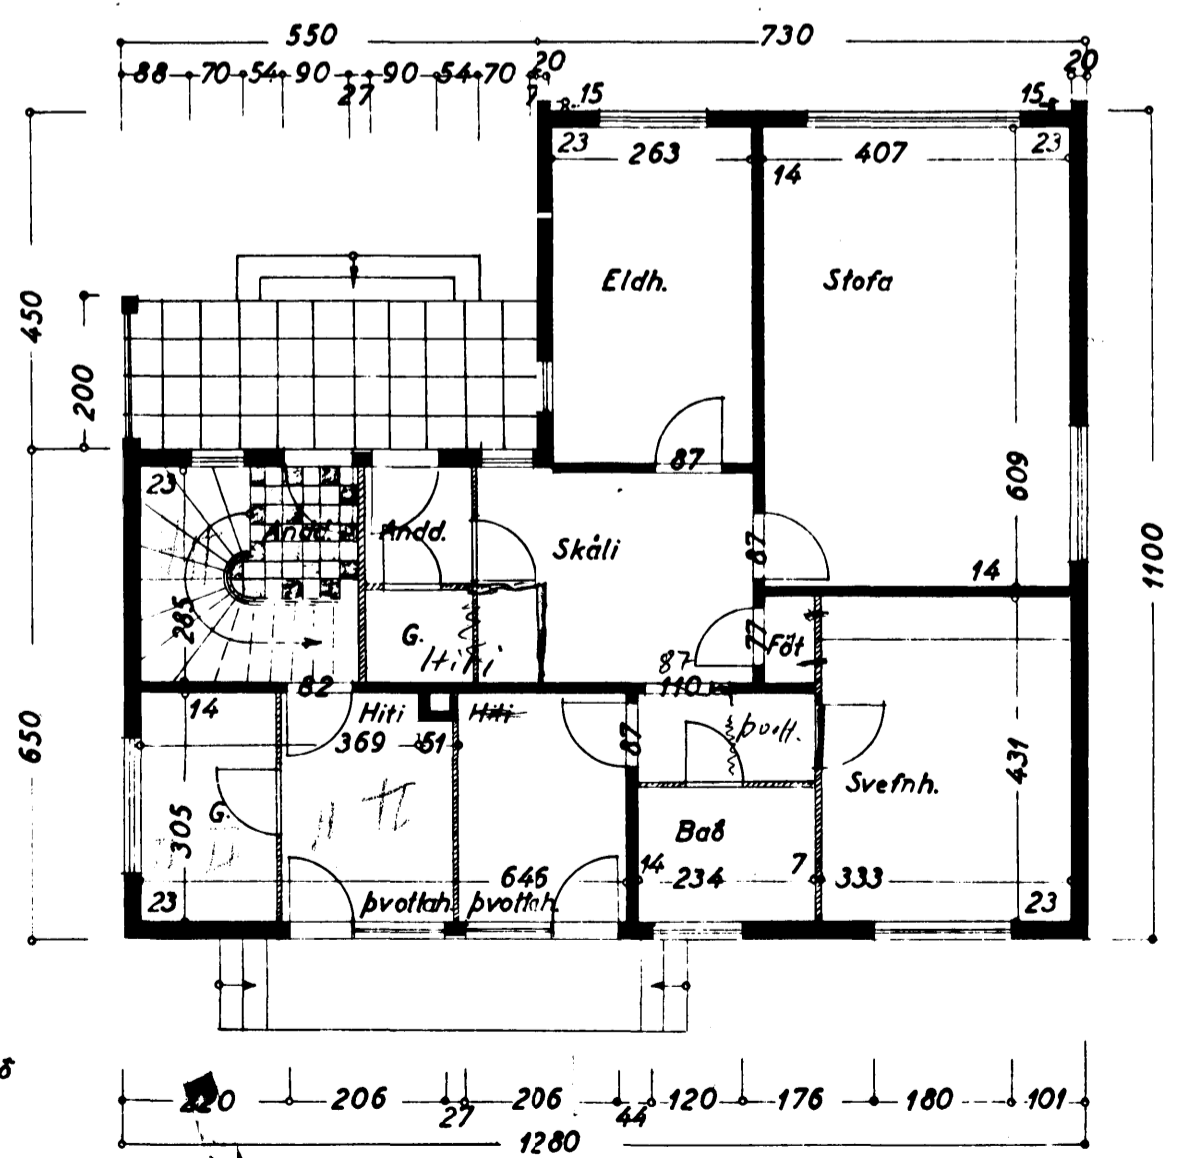 550 730
88 70 54 90 27 90 54 70 7 20 20
15 15
23 263 14 407 23
Eldh. Stofa
450
200
87
23 Andd. Andd. Skáli 87 609 1100
14
285 G. Hiti 77 Föt
87
82 110
14 Hiti Hiti þvott.
369 51 87
650 305 G. Svefnh. 431
Bað
646 14 234 7 333
23 þvottah. þvottah. 23
220 206 27 206 44 120 176 180 101
1280